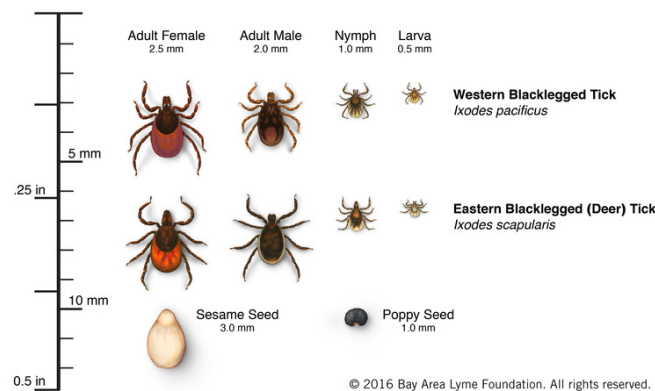 Adult Female
2.5 mm
Adult Male
2.0 mm
Nymph
1.0 mm
Larva
0.5 mm
Western Blacklegged Tick
Ixodes pacificus
5 mm
.25 in
Eastern Blacklegged (Deer) Tick
Ixodes scapularis
10 mm
Sesame Seed
3.0 mm
Poppy Seed
1.0 mm
0.5 in
© 2016 Bay Area Lyme Foundation. All rights reserved.